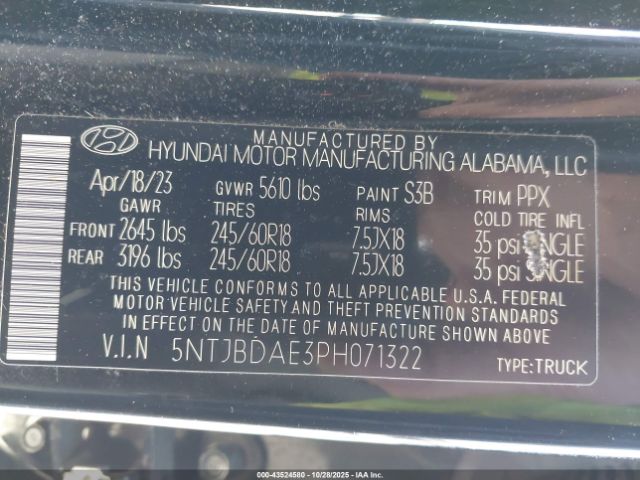 MANUFACTURED BY
HYUNDAI MOTOR MANUFACTURING ALABAMA, LLC
Apr/18/23 GVWR 5610 lbs PAINT S3B TRIM PPX
GAWR TIRES RIMS COLD TIRE INFL
FRONT 2645 lbs 245/60R18 7.5JX18 35 psi SINGLE
REAR 3196 lbs 245/60R18 7.5JX18 35 psi SINGLE
THIS VEHICLE CONFORMS TO ALL APPLICABLE U.S.A. FEDERAL
MOTOR VEHICLE SAFETY AND THEFT PREVENTION STANDARDS
IN EFFECT ON THE DATE OF MANUFACTURE SHOWN ABOVE
V.I.N 5NTJBDAE3PH071322 TYPE:TRUCK
000-43524580 | 10/28/2025 | ©IAA, Inc.